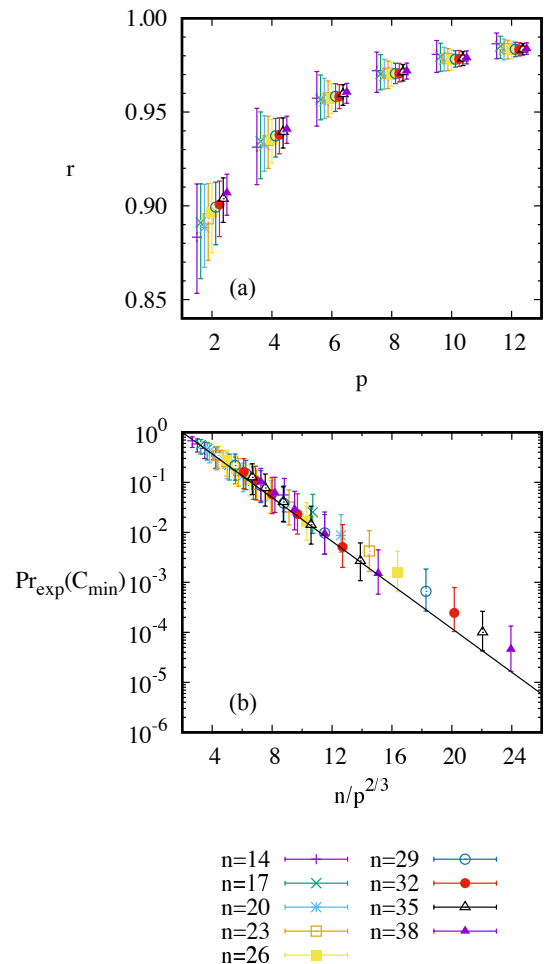 1.00
0.95
r
0.90
0.85
(a)
2 4 6 8 10 12
p
10^0
10^-1
10^-2
Pr_exp(C_min)
10^-3
10^-4
10^-5
10^-6
(b)
4 8 12 16 20 24
n/p^2/3
n=14 n=29
n=17 n=32
n=20 n=35
n=23 n=38
n=26